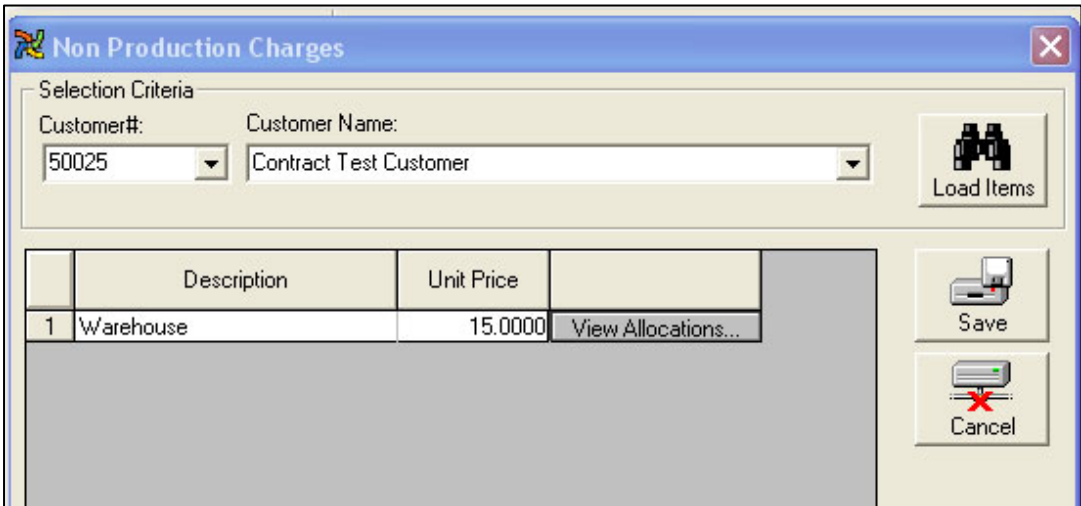 Non Production Charges
Selection Criteria
Customer#: Customer Name:
50025 Contract Test Customer
Load Items
Description Unit Price
1 Warehouse 15.0000 View Allocations...
Save
Cancel